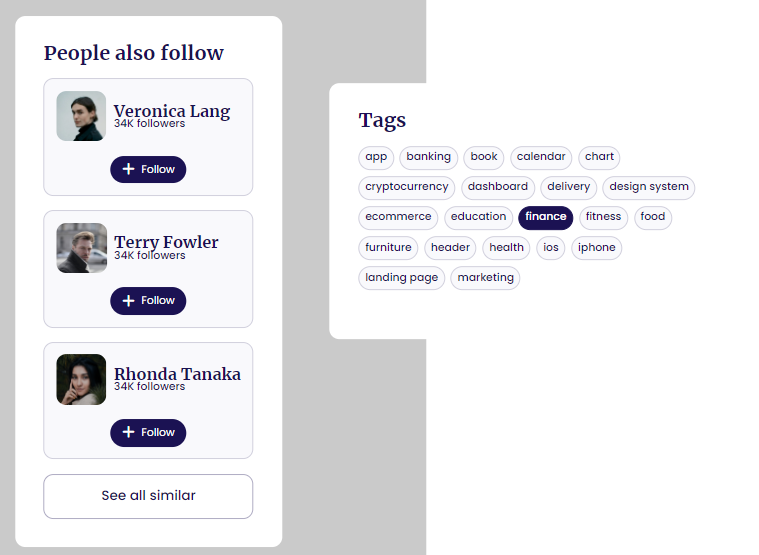 People also follow
Veronica Lang
34K followers
Follow
Terry Fowler
34K followers
Follow
Rhonda Tanaka
34K followers
Follow
See all similar
Tags
app banking book calendar chart
cryptocurrency dashboard delivery design system
ecommerce education finance fitness food
furniture header health ios iphone
landing page marketing